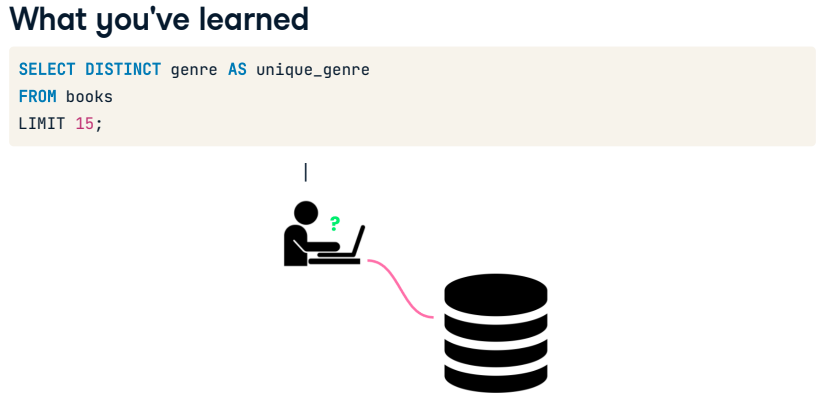 What you've learned
SELECT DISTINCT genre AS unique_genre
FROM books
LIMIT 15;
?